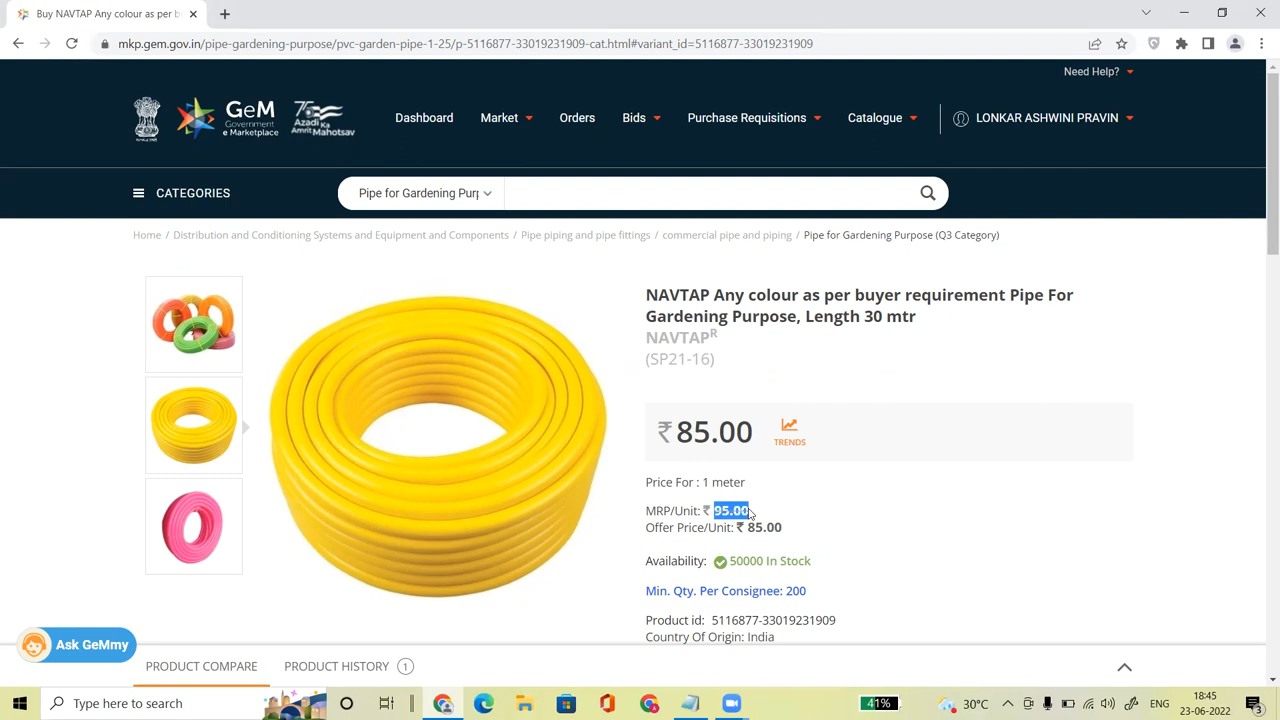 Buy NAVTAP Any colour as per b
mkp.gem.gov.in/pipe-gardening-purpose/pvc-garden-pipe-1-25/p-5116877-33019231909-cat.html#variant_id=5116877-33019231909
Need Help?
GeM
Government
e Marketplace
75
Azadi Ka
Amrit Mahotsav
Dashboard
Market
Orders
Bids
Purchase Requisitions
Catalogue
LONKAR ASHWINI PRAVIN
CATEGORIES
Pipe for Gardening Purp
Home / Distribution and Conditioning Systems and Equipment and Components / Pipe piping and pipe fittings / commercial pipe and piping / Pipe for Gardening Purpose (Q3 Category)
NAVTAP Any colour as per buyer requirement Pipe For
Gardening Purpose, Length 30 mtr
NAVTAP R
(SP21-16)
₹ 85.00
TRENDS
Price For : 1 meter
MRP/Unit: ₹ 95.00
Offer Price/Unit: ₹ 85.00
Availability: 50000 In Stock
Min. Qty. Per Consignee: 200
Product id: 5116877-33019231909
Country Of Origin: India
Ask GeMmy
PRODUCT COMPARE
PRODUCT HISTORY 1
Type here to search
41%
30°C
ENG
18:45
23-06-2022
3